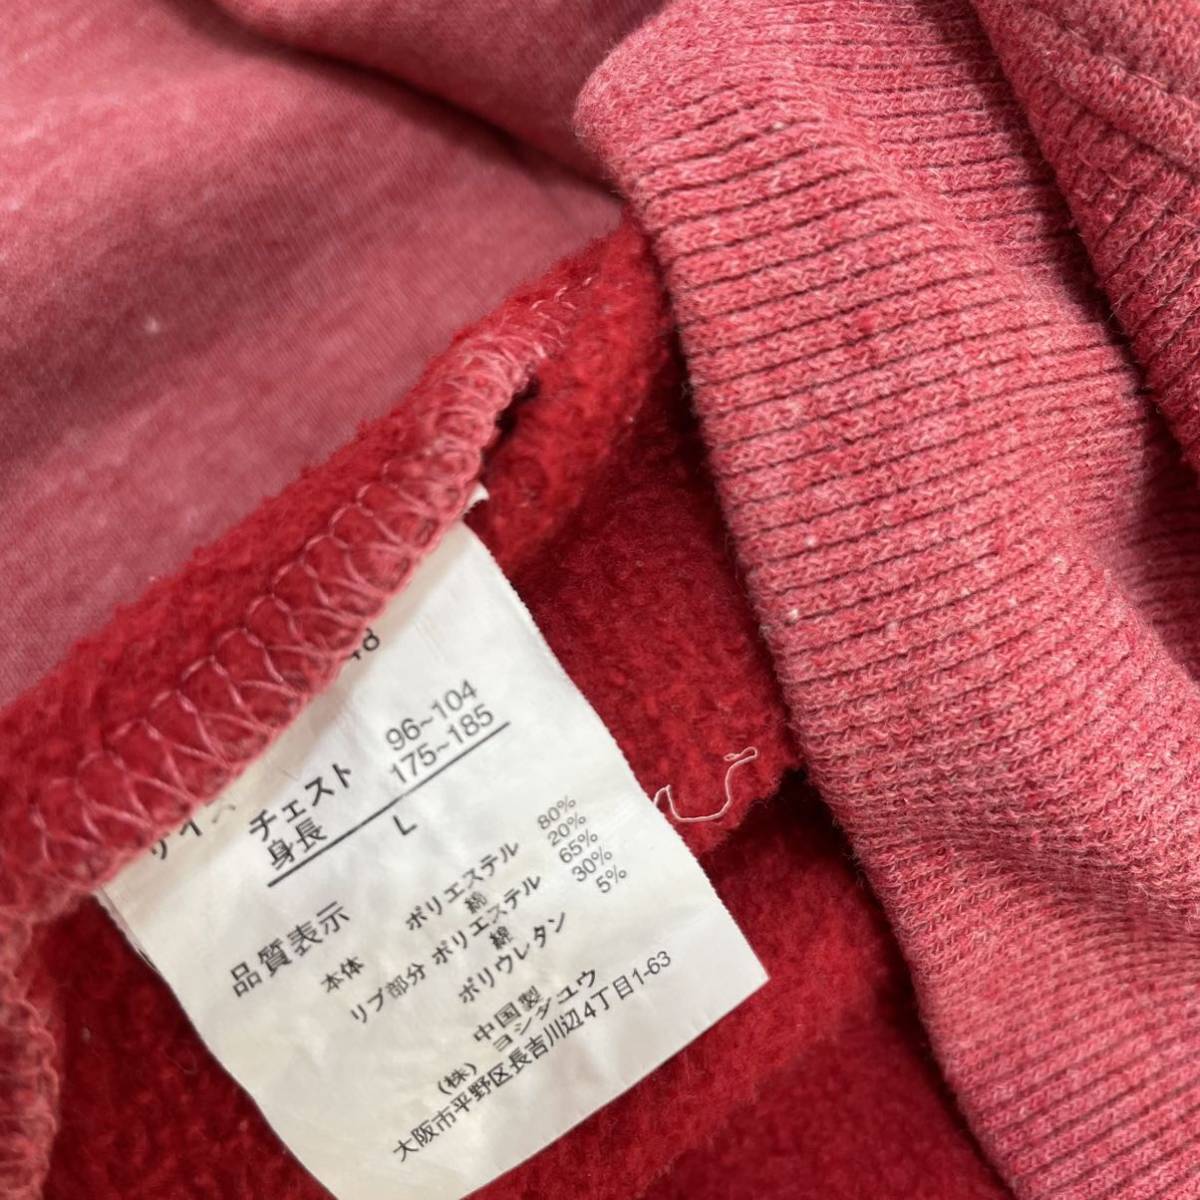 チェスト 96~104
身長 175~185
L
品質表示
本体 ポリエステル 80%
綿 20%
リブ部分 ポリエステル 65%
綿 30%
ポリウレタン 5%
中国製
(株) ヨシダユウ
大阪市平野区長吉川辺4丁目1-63